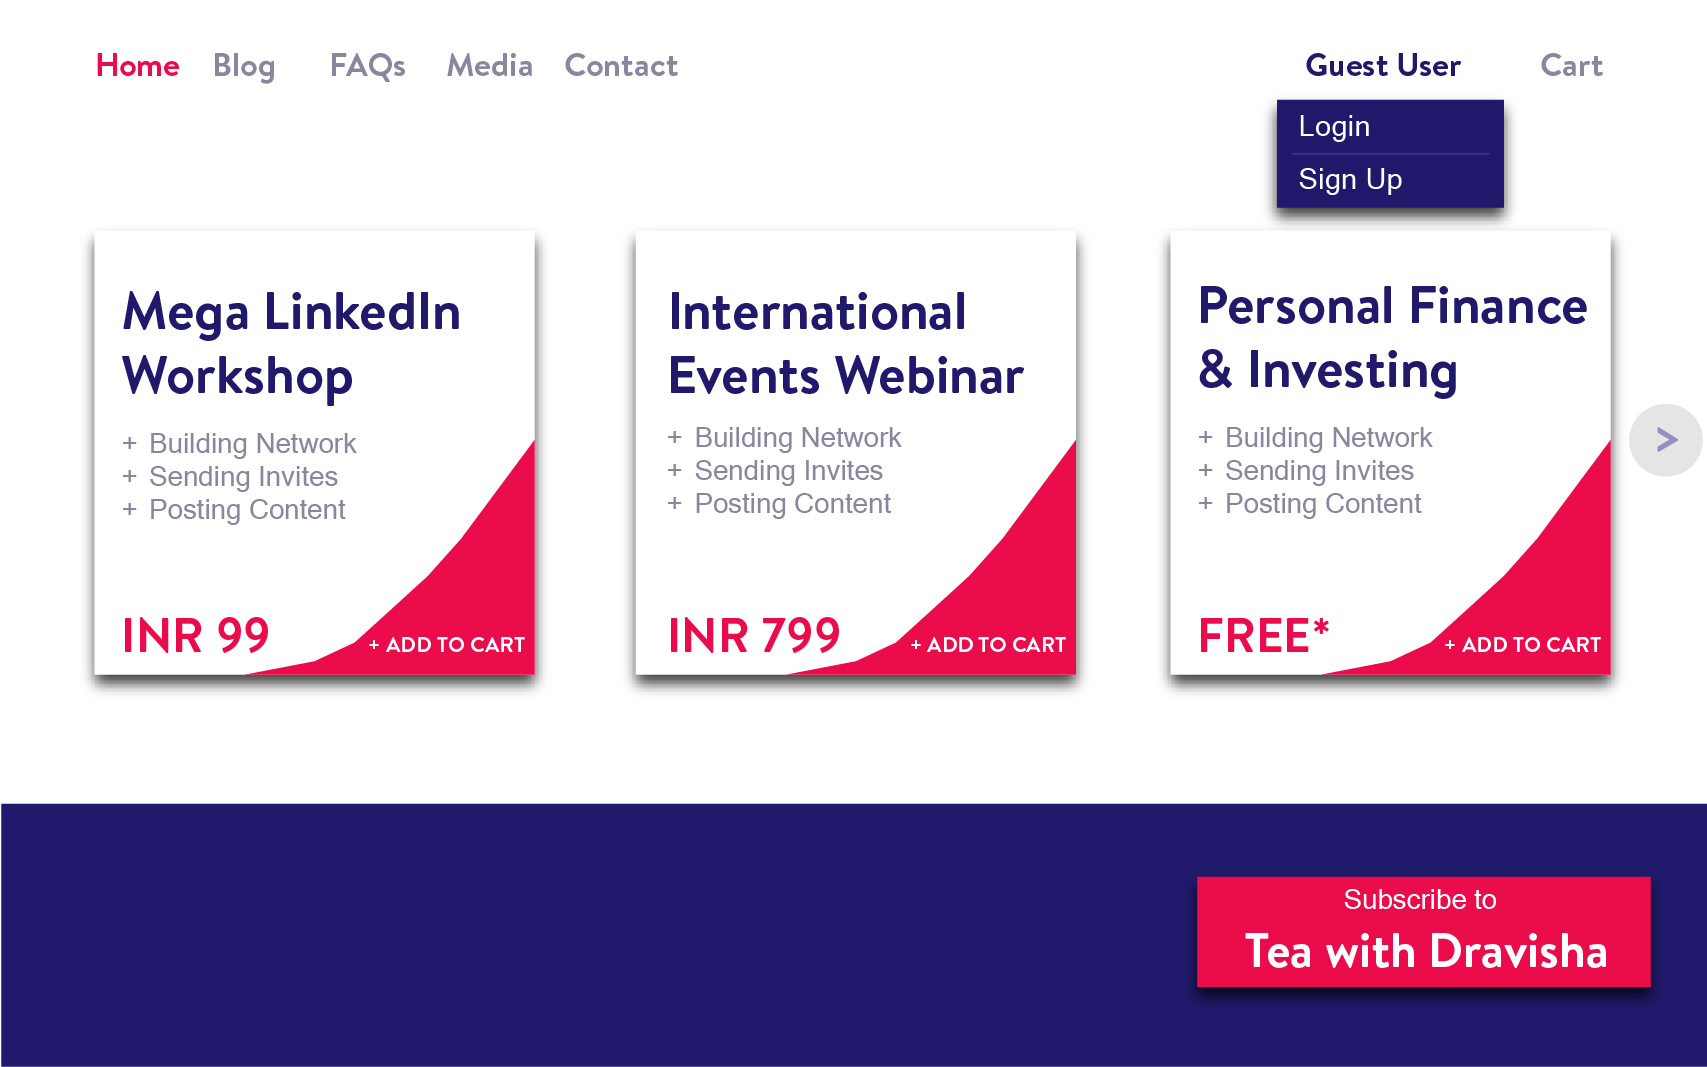 Home Blog FAQs Media Contact Guest User Cart
Login
Sign Up
Mega LinkedIn
Workshop
+ Building Network
+ Sending Invites
+ Posting Content
INR 99
+ ADD TO CART
International
Events Webinar
+ Building Network
+ Sending Invites
+ Posting Content
INR 799
+ ADD TO CART
Personal Finance
& Investing
+ Building Network
+ Sending Invites
+ Posting Content
FREE*
+ ADD TO CART
>
Subscribe to
Tea with Dravisha